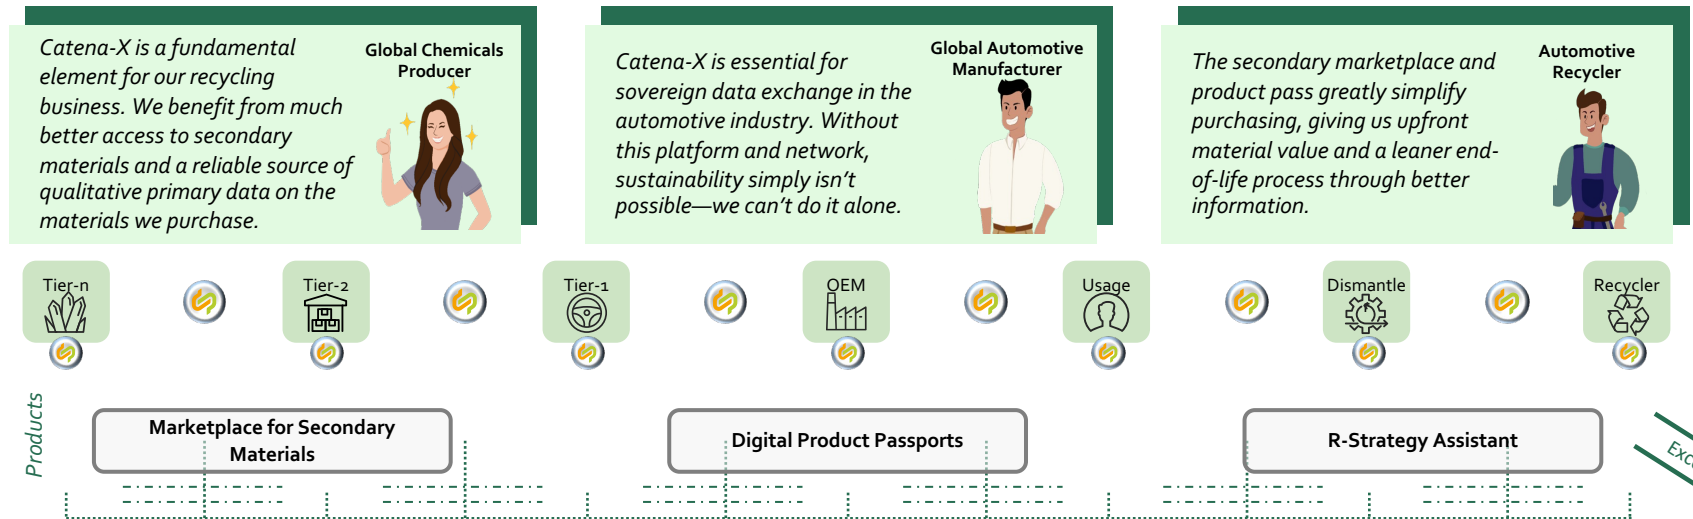 Catena-X is a fundamental
element for our recycling
business. We benefit from much
better access to secondary
materials and a reliable source of
qualitative primary data on the
materials we purchase.
Global Chemicals
Producer
Catena-X is essential for
sovereign data exchange in the
automotive industry. Without
this platform and network,
sustainability simply isn't
possible—we can't do it alone.
Global Automotive
Manufacturer
The secondary marketplace and
product pass greatly simplify
purchasing, giving us upfront
material value and a leaner end-
of-life process through better
information.
Automotive
Recycler
Tier-n
Tier-2
Tier-1
OEM
Usage
Dismantle
Recycler
Products
Marketplace for Secondary
Materials
Digital Product Passports
R-Strategy Assistant